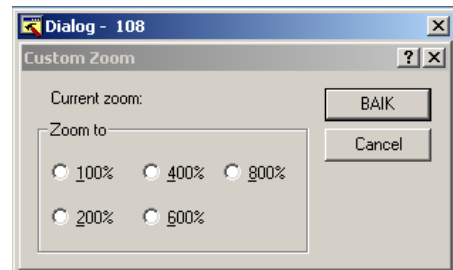 Dialog - 108
Custom Zoom
Current zoom:
BAIK
Zoom to
Cancel
100% 400% 800%
200% 600%